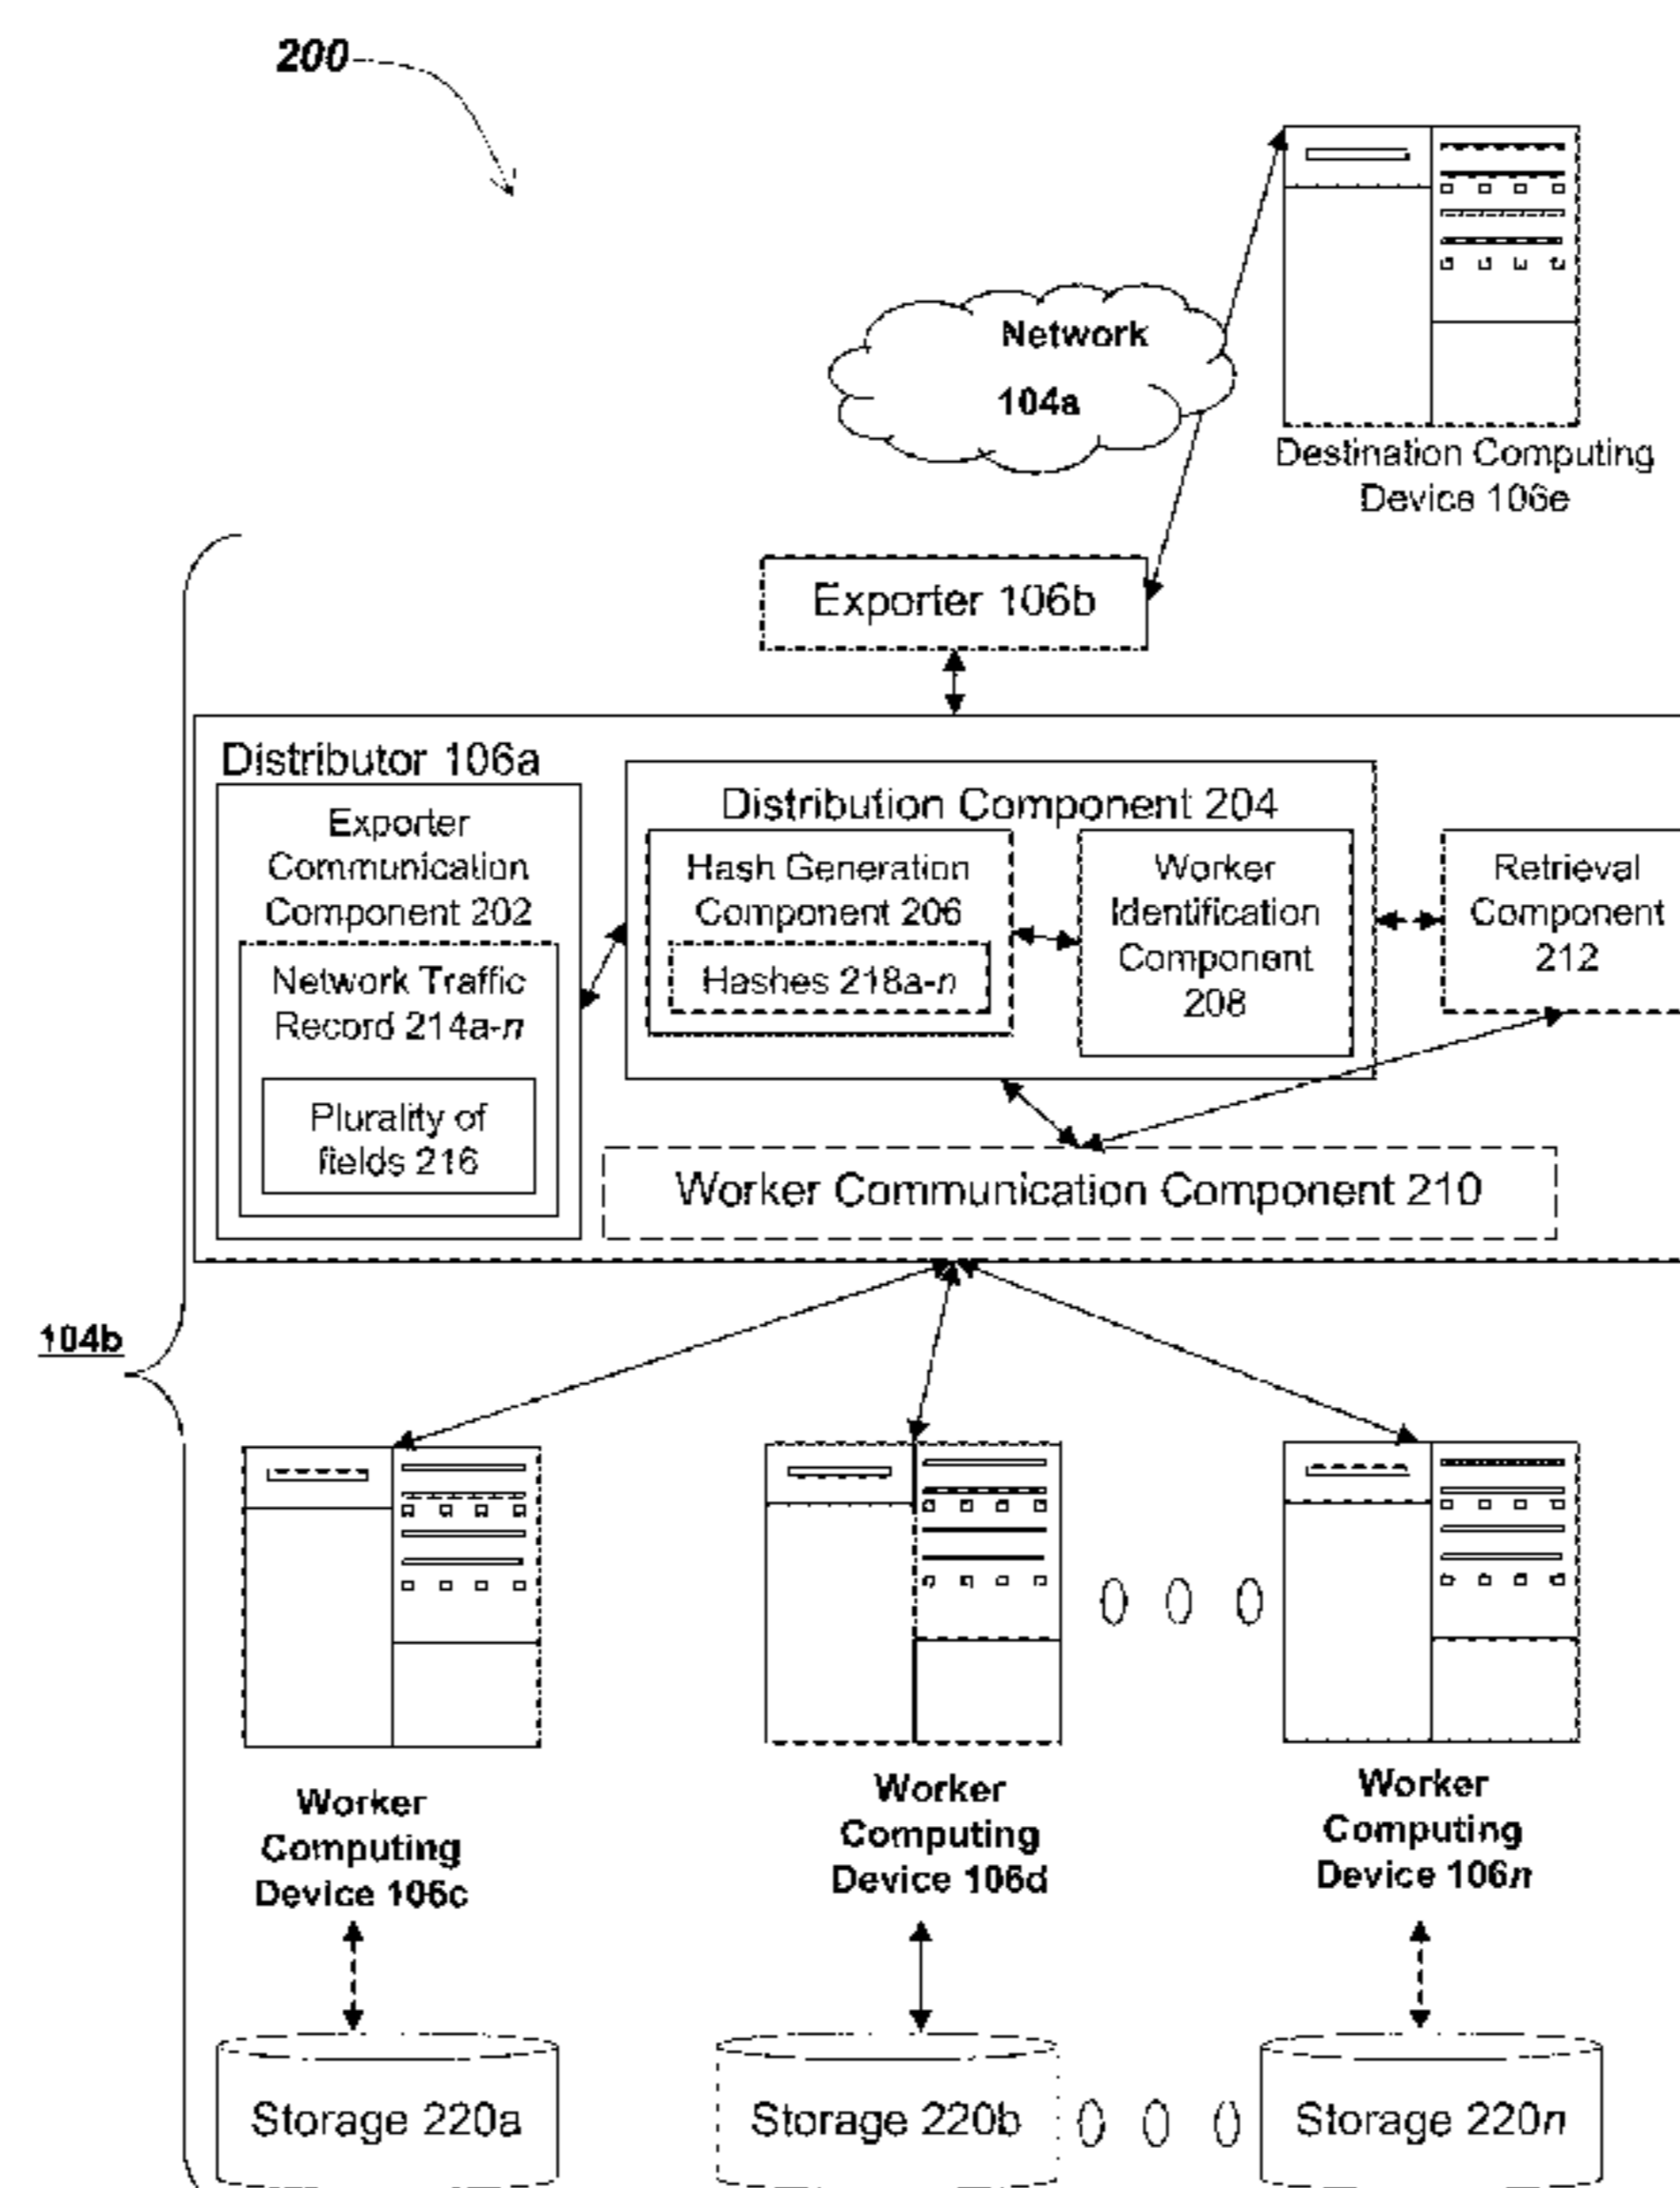 200
Network
104a
Destination Computing
Device 106e
Exporter 106b
Distributor 106a
Exporter
Communication
Component 202
Network Traffic
Record 214a-n
Plurality of
fields 216
Distribution Component 204
Hash Generation
Component 206
Hashes 218a-n
Worker
Identification
Component
208
Retrieval
Component
212
Worker Communication Component 210
104b
Worker
Computing
Device 106c
Worker
Computing
Device 106d
Worker
Computing
Device 106n
Storage 220a
Storage 220b
Storage 220n